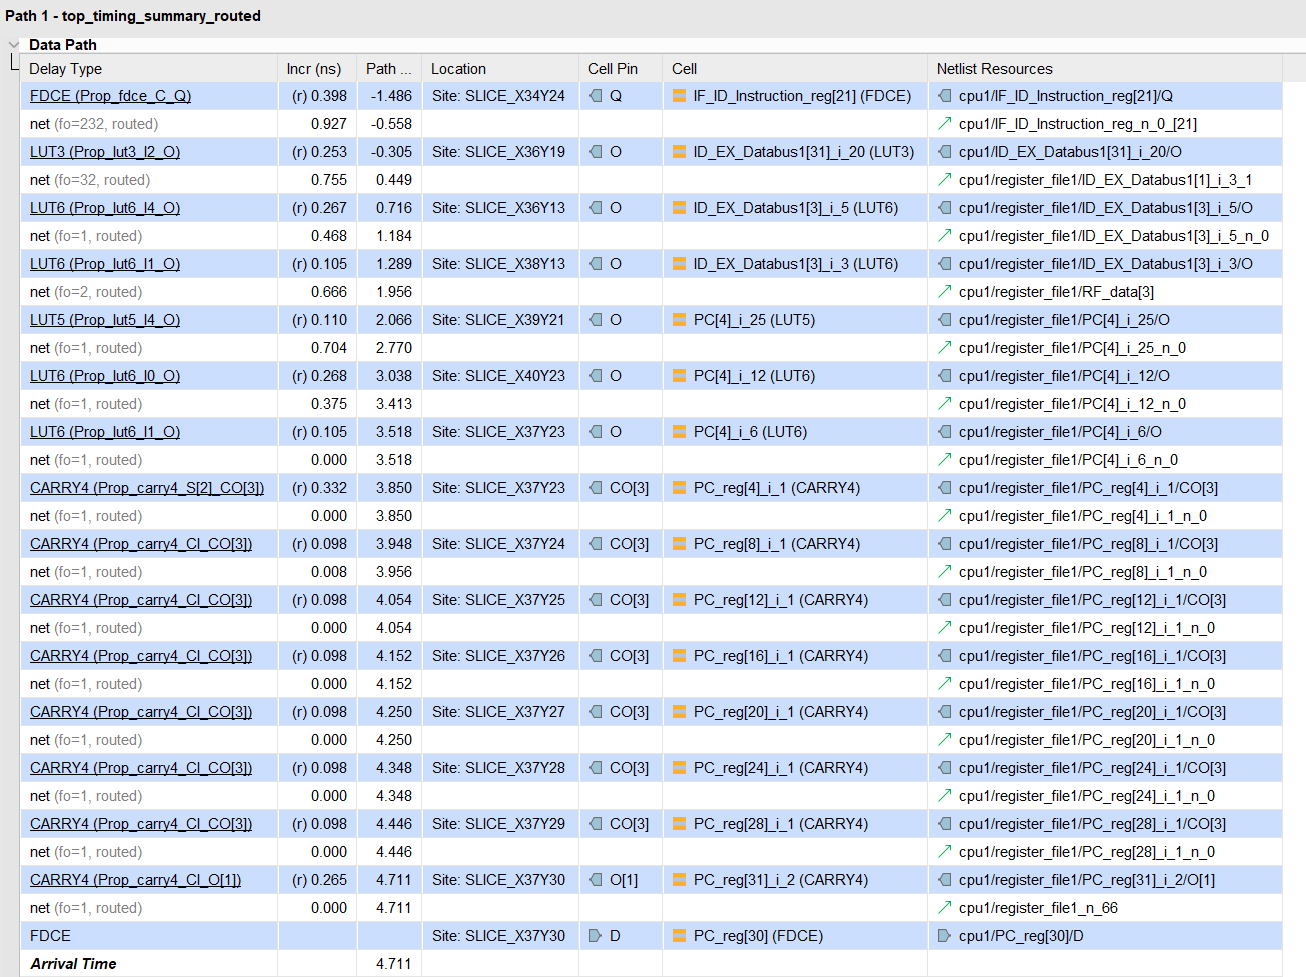 Path 1 - top_timing_summary_routed
Data Path
Delay Type Incr (ns) Path ... Location Cell Pin Cell Netlist Resources
FDCE (Prop_fdce_C_Q) (r) 0.398 -1.486 Site: SLICE_X34Y24 Q IF_ID_Instruction_reg[21] (FDCE) cpu1/IF_ID_Instruction_reg[21]/Q
net (fo=232, routed) 0.927 -0.558 cpu1/IF_ID_Instruction_reg_n_0_[21]
LUT3 (Prop_lut3_I2_O) (r) 0.253 -0.305 Site: SLICE_X36Y19 O ID_EX_Databus1[31]_i_20 (LUT3) cpu1/ID_EX_Databus1[31]_i_20/O
net (fo=32, routed) 0.755 0.449 cpu1/register_file1/ID_EX_Databus1[1]_i_3_1
LUT6 (Prop_lut6_I4_O) (r) 0.267 0.716 Site: SLICE_X36Y13 O ID_EX_Databus1[3]_i_5 (LUT6) cpu1/register_file1/ID_EX_Databus1[3]_i_5/O
net (fo=1, routed) 0.468 1.184 cpu1/register_file1/ID_EX_Databus1[3]_i_5_n_0
LUT6 (Prop_lut6_I1_O) (r) 0.105 1.289 Site: SLICE_X38Y13 O ID_EX_Databus1[3]_i_3 (LUT6) cpu1/register_file1/ID_EX_Databus1[3]_i_3/O
net (fo=2, routed) 0.666 1.956 cpu1/register_file1/RF_data[3]
LUT5 (Prop_lut5_I4_O) (r) 0.110 2.066 Site: SLICE_X39Y21 O PC[4]_i_25 (LUT5) cpu1/register_file1/PC[4]_i_25/O
net (fo=1, routed) 0.704 2.770 cpu1/register_file1/PC[4]_i_25_n_0
LUT6 (Prop_lut6_I0_O) (r) 0.268 3.038 Site: SLICE_X40Y23 O PC[4]_i_12 (LUT6) cpu1/register_file1/PC[4]_i_12/O
net (fo=1, routed) 0.375 3.413 cpu1/register_file1/PC[4]_i_12_n_0
LUT6 (Prop_lut6_I1_O) (r) 0.105 3.518 Site: SLICE_X37Y23 O PC[4]_i_6 (LUT6) cpu1/register_file1/PC[4]_i_6/O
net (fo=1, routed) 0.000 3.518 cpu1/register_file1/PC[4]_i_6_n_0
CARRY4 (Prop_carry4_S[2]_CO[3]) (r) 0.332 3.850 Site: SLICE_X37Y23 CO[3] PC_reg[4]_i_1 (CARRY4) cpu1/register_file1/PC_reg[4]_i_1/CO[3]
net (fo=1, routed) 0.000 3.850 cpu1/register_file1/PC_reg[4]_i_1_n_0
CARRY4 (Prop_carry4_CI_CO[3]) (r) 0.098 3.948 Site: SLICE_X37Y24 CO[3] PC_reg[8]_i_1 (CARRY4) cpu1/register_file1/PC_reg[8]_i_1/CO[3]
net (fo=1, routed) 0.008 3.956 cpu1/register_file1/PC_reg[8]_i_1_n_0
CARRY4 (Prop_carry4_CI_CO[3]) (r) 0.098 4.054 Site: SLICE_X37Y25 CO[3] PC_reg[12]_i_1 (CARRY4) cpu1/register_file1/PC_reg[12]_i_1/CO[3]
net (fo=1, routed) 0.000 4.054 cpu1/register_file1/PC_reg[12]_i_1_n_0
CARRY4 (Prop_carry4_CI_CO[3]) (r) 0.098 4.152 Site: SLICE_X37Y26 CO[3] PC_reg[16]_i_1 (CARRY4) cpu1/register_file1/PC_reg[16]_i_1/CO[3]
net (fo=1, routed) 0.000 4.152 cpu1/register_file1/PC_reg[16]_i_1_n_0
CARRY4 (Prop_carry4_CI_CO[3]) (r) 0.098 4.250 Site: SLICE_X37Y27 CO[3] PC_reg[20]_i_1 (CARRY4) cpu1/register_file1/PC_reg[20]_i_1/CO[3]
net (fo=1, routed) 0.000 4.250 cpu1/register_file1/PC_reg[20]_i_1_n_0
CARRY4 (Prop_carry4_CI_CO[3]) (r) 0.098 4.348 Site: SLICE_X37Y28 CO[3] PC_reg[24]_i_1 (CARRY4) cpu1/register_file1/PC_reg[24]_i_1/CO[3]
net (fo=1, routed) 0.000 4.348 cpu1/register_file1/PC_reg[24]_i_1_n_0
CARRY4 (Prop_carry4_CI_CO[3]) (r) 0.098 4.446 Site: SLICE_X37Y29 CO[3] PC_reg[28]_i_1 (CARRY4) cpu1/register_file1/PC_reg[28]_i_1/CO[3]
net (fo=1, routed) 0.000 4.446 cpu1/register_file1/PC_reg[28]_i_1_n_0
CARRY4 (Prop_carry4_CI_O[1]) (r) 0.265 4.711 Site: SLICE_X37Y30 O[1] PC_reg[31]_i_2 (CARRY4) cpu1/register_file1/PC_reg[31]_i_2/O[1]
net (fo=1, routed) 0.000 4.711 cpu1/register_file1_n_66
FDCE Site: SLICE_X37Y30 D PC_reg[30] (FDCE) cpu1/PC_reg[30]/D
Arrival Time 4.711